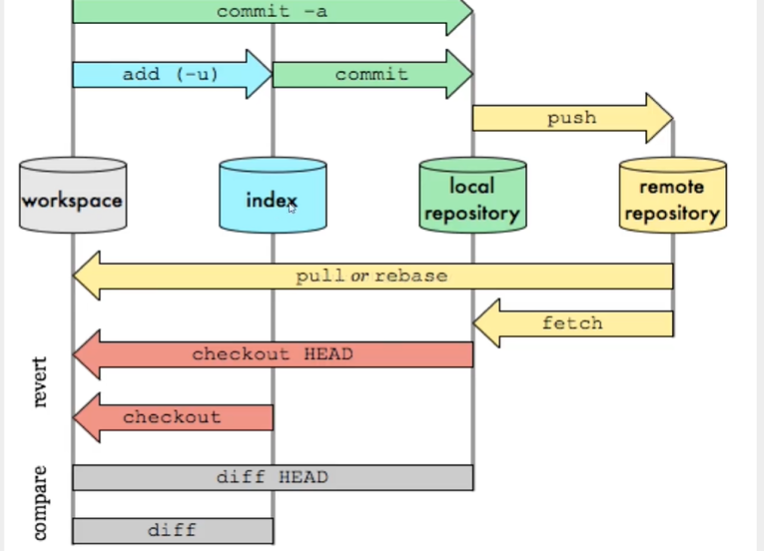 commit -a
add (-u)
commit
push
workspace
index
local
repository
remote
repository
pull or rebase
fetch
revert
checkout HEAD
checkout
compare
diff HEAD
diff